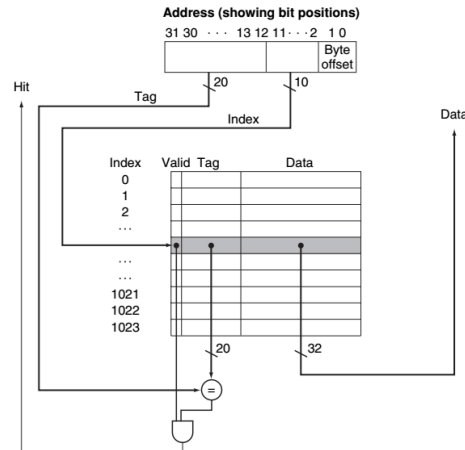 Address (showing bit positions)
31 30 · · · 13 12 11 · · · 2 1 0
Byte
offset
20
10
Hit
Tag
Index
Data
Index Valid Tag Data
0
1
2
· · ·
· · ·
· · ·
1021
1022
1023
20
32
=